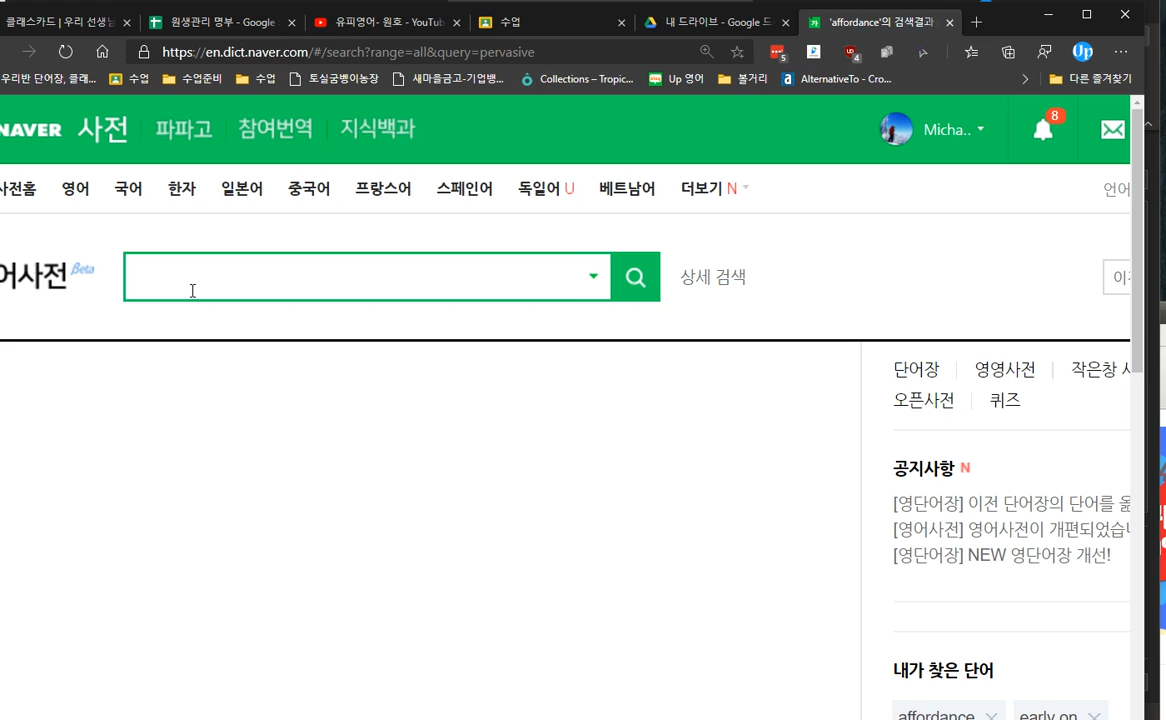 클래스카드 | 우리 선생님
원생관리 명부 - Google
유피영어- 원호 - YouTub
수업
내 드라이브 - Google 드
'affordance'의 검색결과
https://en.dict.naver.com/#/search?range=all&query=pervasive
5
4
Up
우리반 단어장, 클래...
수업
수업준비
수업
토실굼벵이농장
새마을금고-기업뱅...
Collections – Tropic...
Up 영어
볼거리
a
AlternativeTo - Cro...
다른 즐겨찾기
NAVER 사전
파파고
참여번역
지식백과
Micha..
8
사전홈
영어
국어
한자
일본어
중국어
프랑스어
스페인어
독일어 U
베트남어
더보기 N
언어
어사전 Beta
상세 검색
단어장
영영사전
작은창
오픈사전
퀴즈
공지사항 N
[영단어장] 이전 단어장의 단어를 옮
[영어사전] 영어사전이 개편되었습니
[영단어장] NEW 영단어장 개선!
내가 찾은 단어
affordance
early on